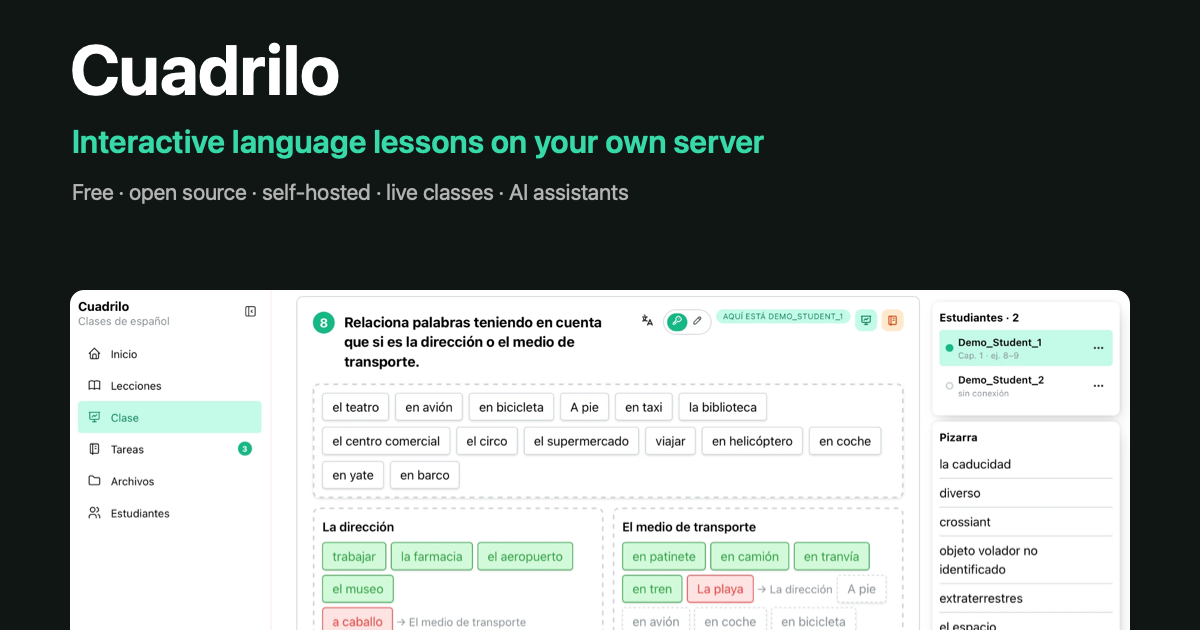 Cuadrilo
Interactive language lessons on your own server
Free · open source · self-hosted · live classes · AI assistants
Cuadrilo
Clases de español
Inicio
Lecciones
Clase
Tareas
3
Archivos
Estudiantes
8
Relaciona palabras teniendo en cuenta
que si es la dirección o el medio de
transporte.
AQUÍ ESTÁ DEMO_STUDENT_1
el teatro en avión en bicicleta A pie en taxi la biblioteca
el centro comercial el circo el supermercado viajar en helicóptero en coche
en yate en barco
La dirección
trabajar la farmacia el aeropuerto
el museo
a caballo → El medio de transporte
El medio de transporte
en patinete en camión en tranvía
en tren La playa → La dirección A pie
en avión en coche en bicicleta
Estudiantes · 2
Demo_Student_1
Cap. 1 · ej. 8–9
Demo_Student_2
sin conexión
Pizarra
la caducidad
diverso
crossiant
objeto volador no
identificado
extraterrestres
el espacio